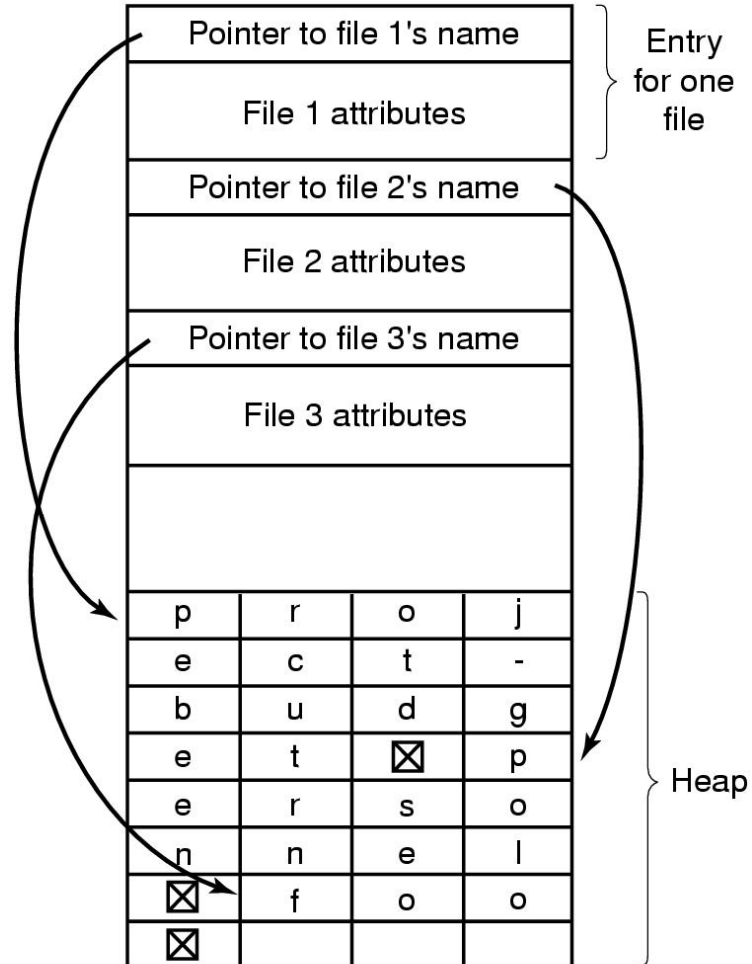 Pointer to file 1's name
Entry
for one
file
File 1 attributes
Pointer to file 2's name
File 2 attributes
Pointer to file 3's name
File 3 attributes
p r o j
e c t -
b u d g
e t ☒ p
e r s o
n n e l
☒ f o o
☒
Heap